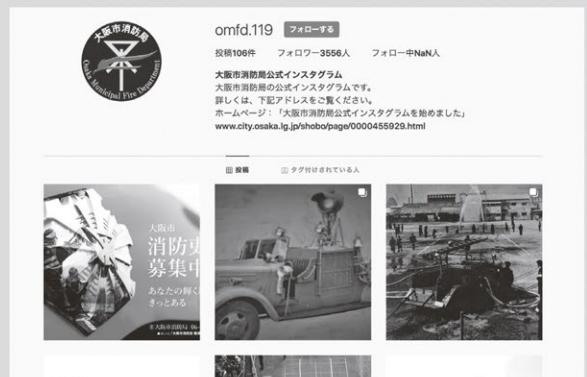 大阪市消防局
Osaka Municipal Fire Department
omfd.119 フォローする
投稿106件 フォロワー3556人 フォロー中NaN人
大阪市消防局公式インスタグラム
大阪市消防局の公式インスタグラムです。
詳しくは、下記アドレスをご覧ください。
ホームページ：「大阪市消防局公式インスタグラムを始めました」
www.city.osaka.lg.jp/shobo/page/0000455929.html
投稿 タグ付けされている人
大阪市
消防吏
募集中
あなたの輝く
きっとある
大阪市消防局 06-